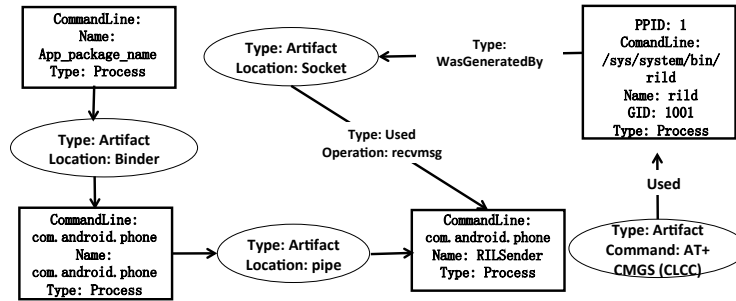 CommandLine:
Name:
App_package_name
Type: Process
Type: Artifact
Location: Binder
CommandLine:
com.android.phone
Name:
com.android.phone
Type: Process
Type: Artifact
Location: pipe
Type: Artifact
Location: Socket
Type: Used
Operation: recvmsg
CommandLine:
com.android.phone
Name: RILSender
Type: Process
Type:
WasGeneratedBy
PPID: 1
ComandLine:
/sys/system/bin/
rild
Name: rild
GID: 1001
Type: Process
Used
Type: Artifact
Command: AT+
CMGS (CLCC)